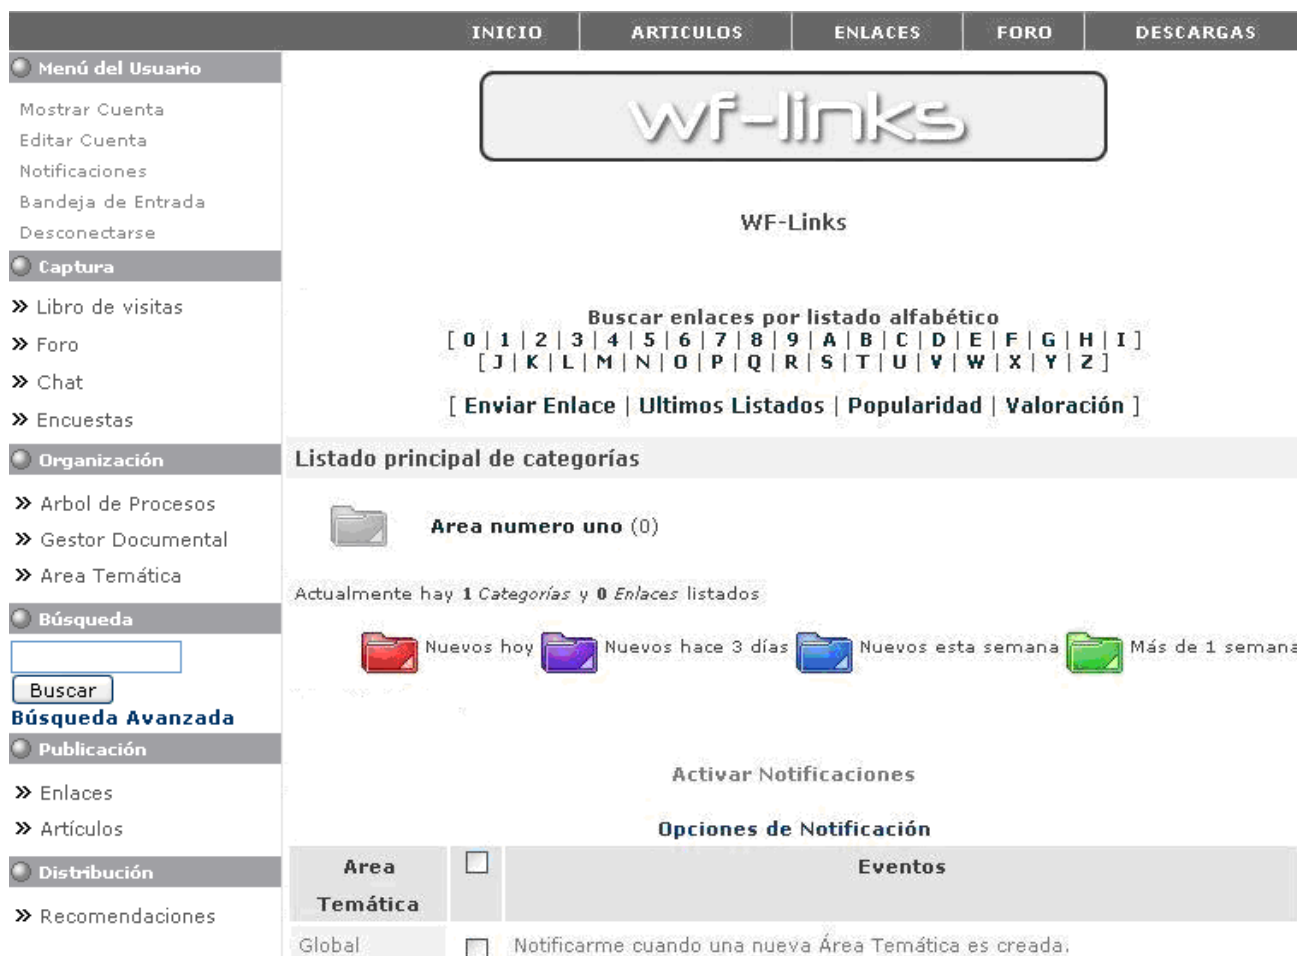 INICIO ARTICULOS ENLACES FORO DESCARGAS
Menú del Usuario
Mostrar Cuenta
Editar Cuenta
Notificaciones
Bandeja de Entrada
Desconectarse
Captura
» Libro de visitas
» Foro
» Chat
» Encuestas
Organización
» Arbol de Procesos
» Gestor Documental
» Area Temática
Búsqueda
Buscar
Búsqueda Avanzada
Publicación
» Enlaces
» Artículos
Distribución
» Recomendaciones
wf-links
WF-Links
Buscar enlaces por listado alfabético
[ 0 | 1 | 2 | 3 | 4 | 5 | 6 | 7 | 8 | 9 | A | B | C | D | E | F | G | H | I ]
[ J | K | L | M | N | O | P | Q | R | S | T | U | V | W | X | Y | Z ]
[ Enviar Enlace | Ultimos Listados | Popularidad | Valoración ]
Listado principal de categorías
Area numero uno (0)
Actualmente hay 1 Categorías y 0 Enlaces listados
Nuevos hoy Nuevos hace 3 días Nuevos esta semana Más de 1 semana
Activar Notificaciones
Opciones de Notificación
Area Temática Eventos
Global Notificarme cuando una nueva Área Temática es creada.